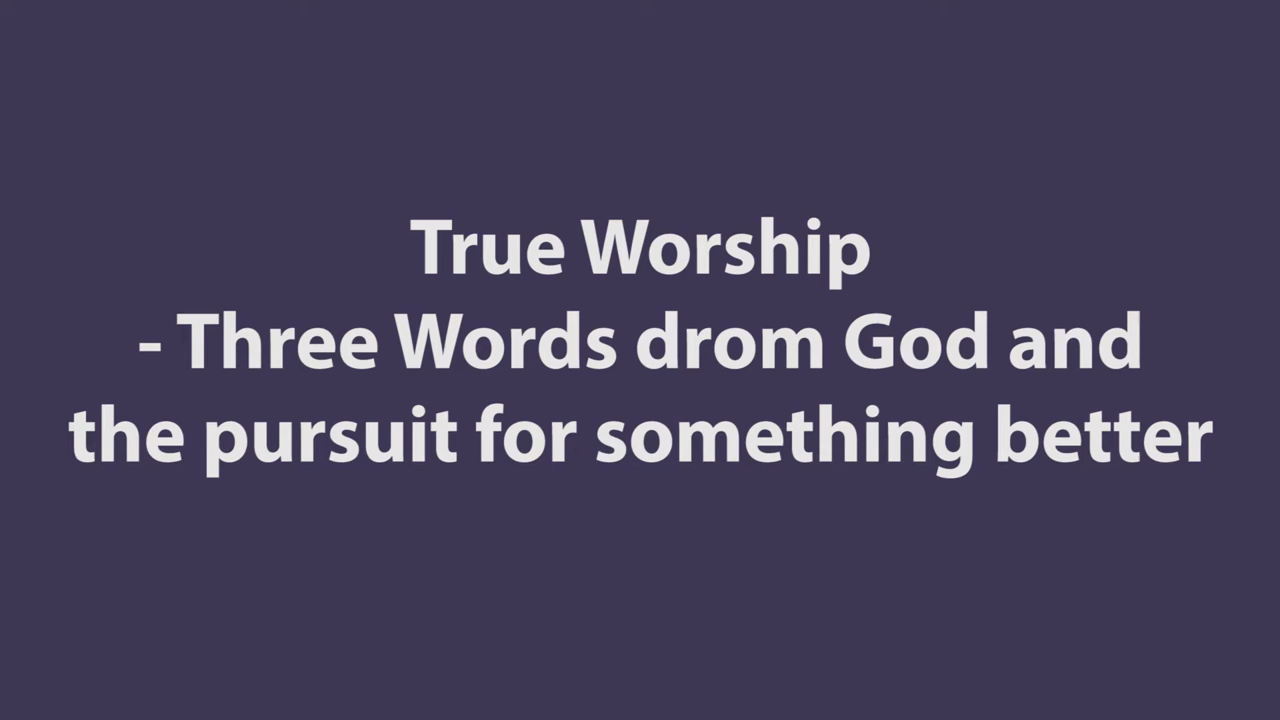 True Worship
- Three Words drom God and
the pursuit for something better